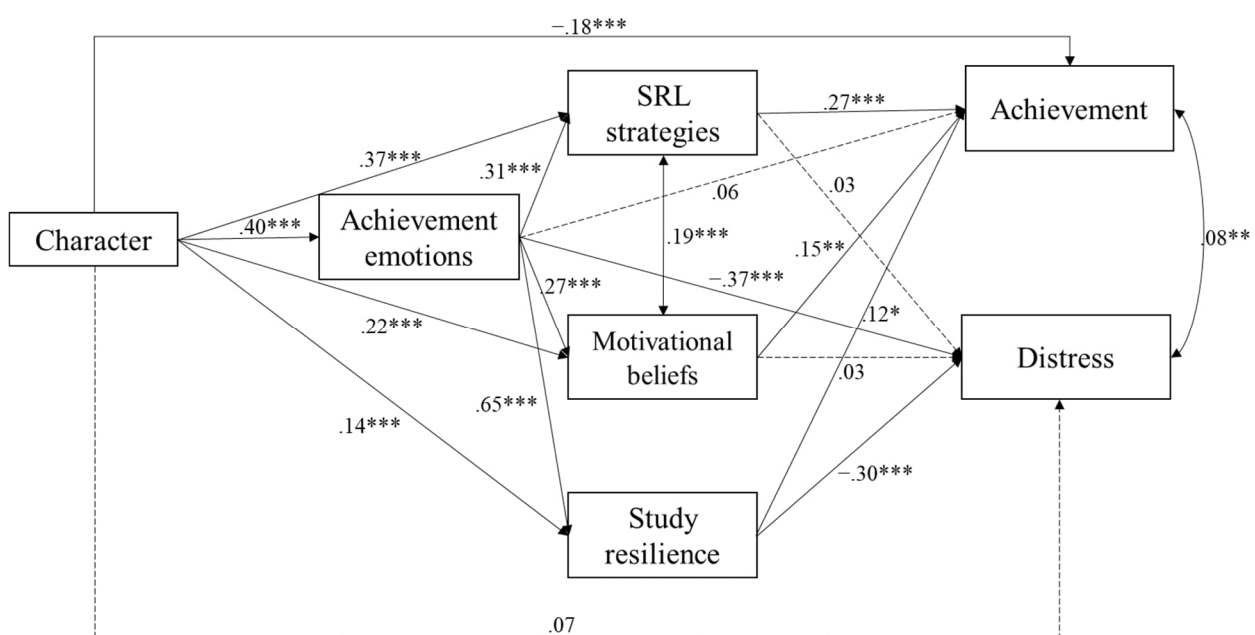 −.18***
SRL
strategies
.27***
Achievement
.37***
.31***
.06
.03
Character
.40***
Achievement
emotions
.19***
.15**
.08**
−.37***
.27***
.22***
.12*
Motivational
beliefs
Distress
.03
.65***
.14***
−.30***
Study
resilience
.07